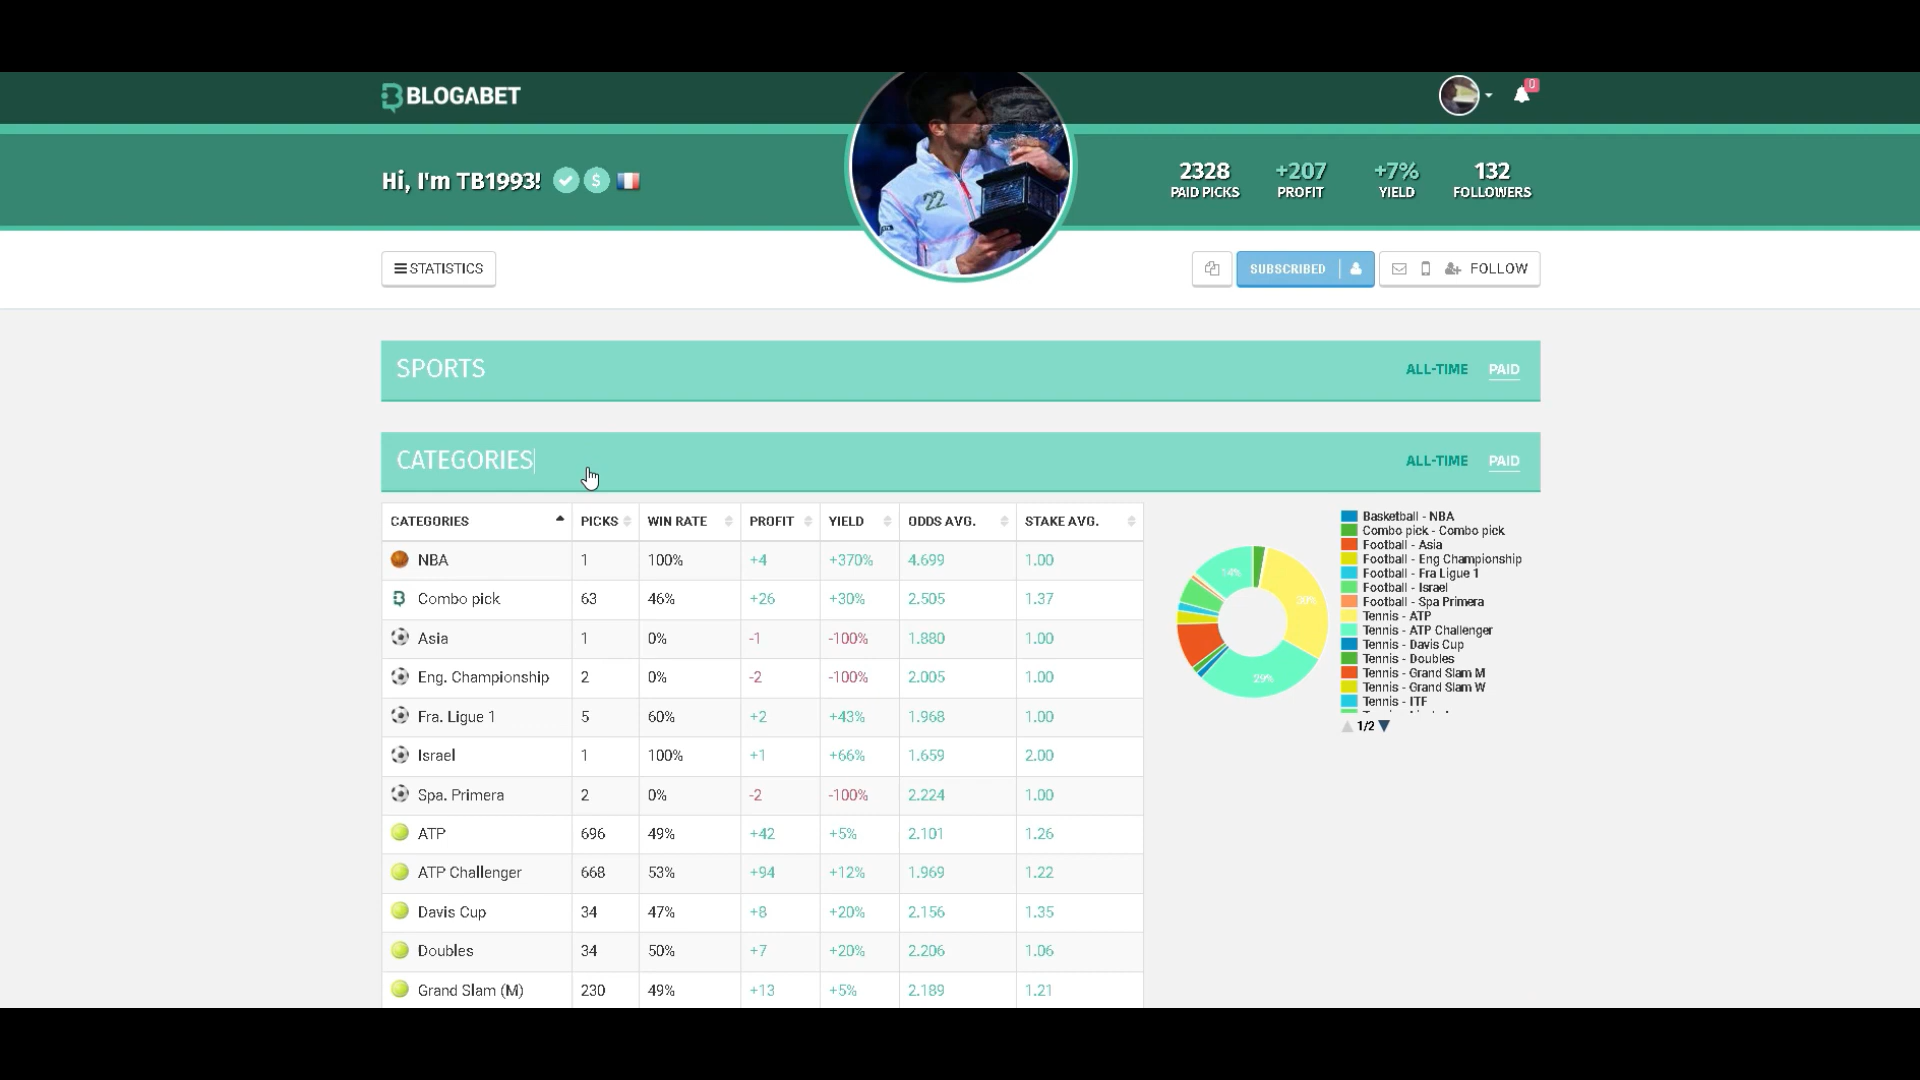 BLOGABET
0
Hi, I'm TB1993!
$
22
2328 +207 +7% 132
PAID PICKS PROFIT YIELD FOLLOWERS
STATISTICS
SUBSCRIBED
FOLLOW
SPORTS ALL-TIME PAID
CATEGORIES ALL-TIME PAID
CATEGORIES PICKS WIN RATE PROFIT YIELD ODDS AVG. STAKE AVG.
NBA 1 100% +4 +370% 4.699 1.00
Combo pick 63 46% +26 +30% 2.505 1.37
Asia 1 0% -1 -100% 1.880 1.00
Eng. Championship 2 0% -2 -100% 2.005 1.00
Fra. Ligue 1 5 60% +2 +43% 1.968 1.00
Israel 1 100% +1 +66% 1.659 2.00
Spa. Primera 2 0% -2 -100% 2.224 1.00
ATP 696 49% +42 +5% 2.101 1.26
ATP Challenger 668 53% +94 +12% 1.969 1.22
Davis Cup 34 47% +8 +20% 2.156 1.35
Doubles 34 50% +7 +20% 2.206 1.06
Grand Slam (M) 230 49% +13 +5% 2.189 1.21
14%
29%
Basketball - NBA
Combo pick - Combo pick
Football - Asia
Football - Eng Championship
Football - Fra Ligue 1
Football - Israel
Football - Spa Primera
Tennis - ATP
Tennis - ATP Challenger
Tennis - Davis Cup
Tennis - Doubles
Tennis - Grand Slam M
Tennis - Grand Slam W
Tennis - ITF
1/2